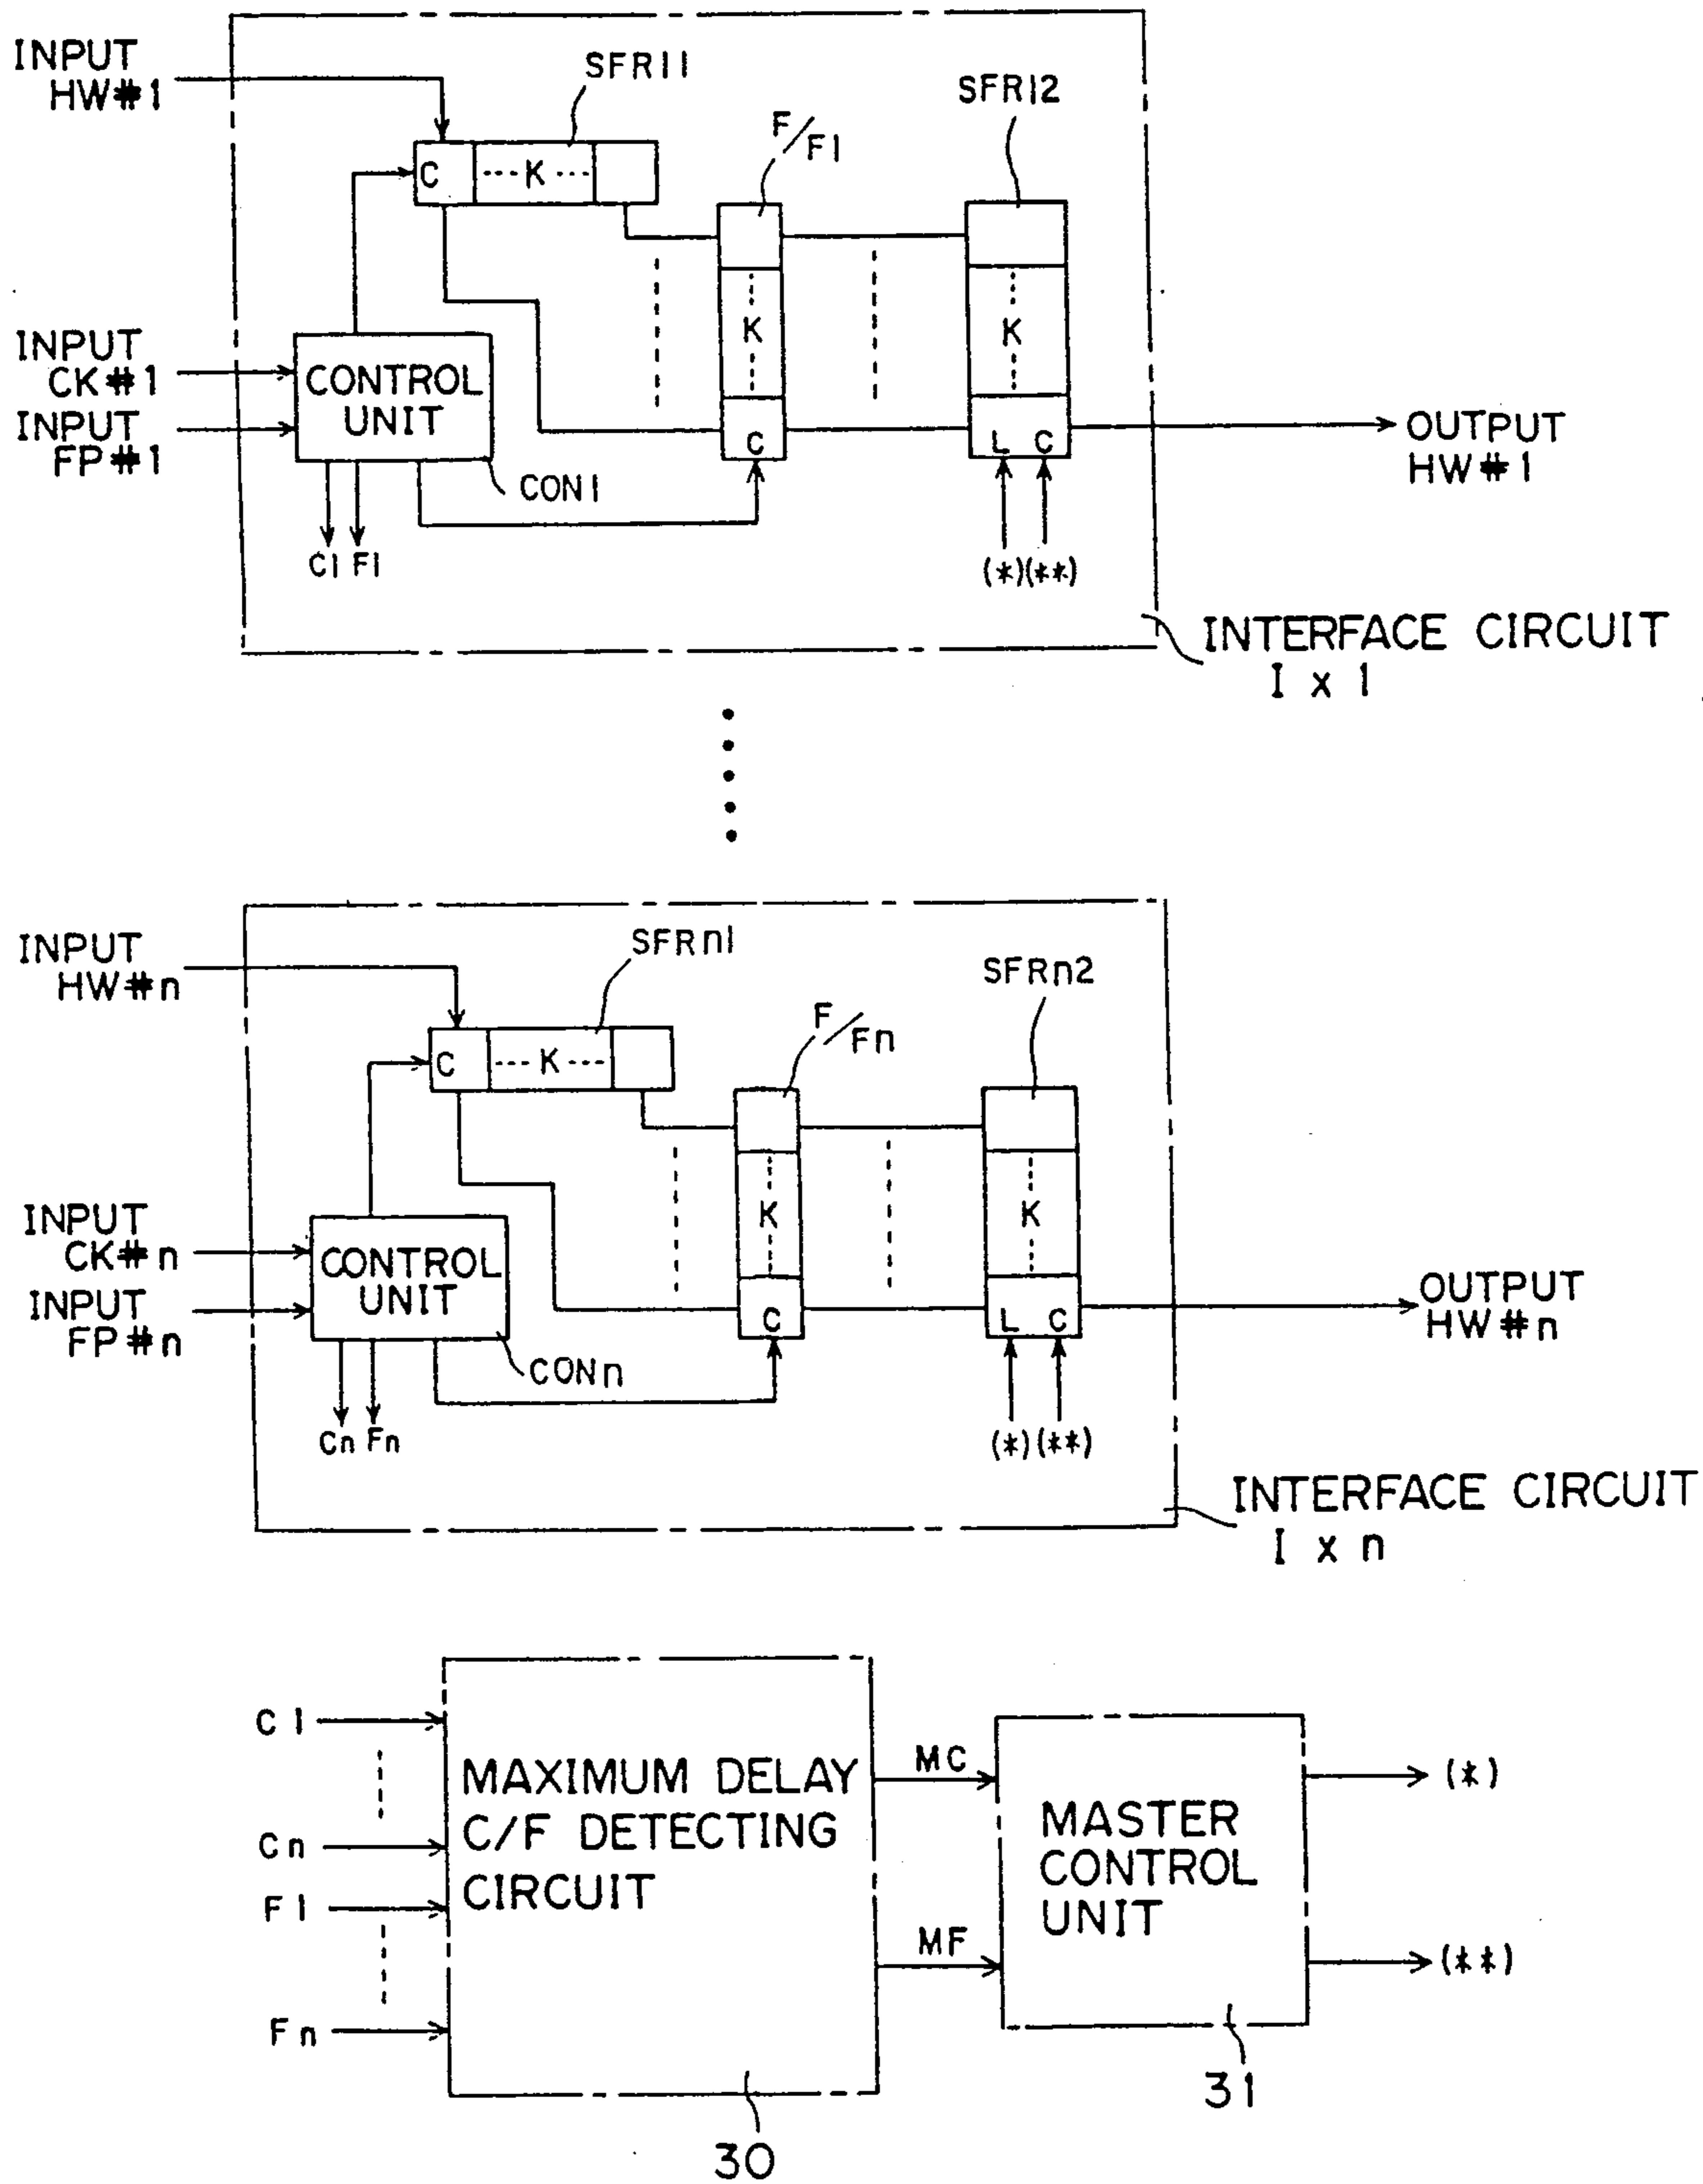 INPUT
HW#1
SFR11
SFR12
F/F1
C
---K---
K
K
INPUT
CK#1
CONTROL
UNIT
INPUT
FP#1
C
L C
OUTPUT
HW#1
CON1
C1 F1
(*)(**)
INTERFACE CIRCUIT
I x 1
INPUT
HW#n
SFRn1
SFRn2
F/Fn
C
---K---
K
K
INPUT
CK#n
CONTROL
UNIT
INPUT
FP#n
C
L C
OUTPUT
HW#n
CONn
Cn Fn
(*)(**)
INTERFACE CIRCUIT
I x n
C1
Cn
F1
Fn
MAXIMUM DELAY
C/F DETECTING
CIRCUIT
MC
MF
MASTER
CONTROL
UNIT
(*)
(**)
30
31